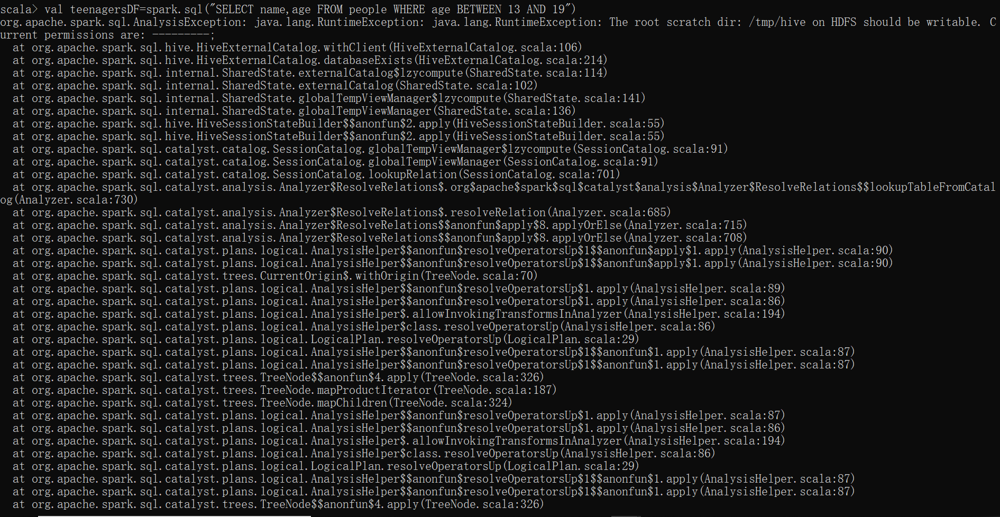 scala> val teenagersDF=spark.sql("SELECT name,age FROM people WHERE age BETWEEN 13 AND 19")
org.apache.spark.sql.AnalysisException: java.lang.RuntimeException: java.lang.RuntimeException: The root scratch dir: /tmp/hive on HDFS should be writable. C
urrent permissions are: ---------;
  at org.apache.spark.sql.hive.HiveExternalCatalog.withClient(HiveExternalCatalog.scala:106)
  at org.apache.spark.sql.hive.HiveExternalCatalog.databaseExists(HiveExternalCatalog.scala:214)
  at org.apache.spark.sql.internal.SharedState.externalCatalog$lzycompute(SharedState.scala:114)
  at org.apache.spark.sql.internal.SharedState.externalCatalog(SharedState.scala:102)
  at org.apache.spark.sql.internal.SharedState.globalTempViewManager$lzycompute(SharedState.scala:141)
  at org.apache.spark.sql.internal.SharedState.globalTempViewManager(SharedState.scala:136)
  at org.apache.spark.sql.hive.HiveSessionStateBuilder$$anonfun$2.apply(HiveSessionStateBuilder.scala:55)
  at org.apache.spark.sql.hive.HiveSessionStateBuilder$$anonfun$2.apply(HiveSessionStateBuilder.scala:55)
  at org.apache.spark.sql.catalyst.catalog.SessionCatalog.globalTempViewManager$lzycompute(SessionCatalog.scala:91)
  at org.apache.spark.sql.catalyst.catalog.SessionCatalog.globalTempViewManager(SessionCatalog.scala:91)
  at org.apache.spark.sql.catalyst.catalog.SessionCatalog.lookupRelation(SessionCatalog.scala:701)
  at org.apache.spark.sql.catalyst.analysis.Analyzer$ResolveRelations$.org$apache$spark$sql$catalyst$analysis$Analyzer$ResolveRelations$$lookupTableFromCatal
og(Analyzer.scala:730)
  at org.apache.spark.sql.catalyst.analysis.Analyzer$ResolveRelations$.resolveRelation(Analyzer.scala:685)
  at org.apache.spark.sql.catalyst.analysis.Analyzer$ResolveRelations$$anonfun$apply$8.applyOrElse(Analyzer.scala:715)
  at org.apache.spark.sql.catalyst.analysis.Analyzer$ResolveRelations$$anonfun$apply$8.applyOrElse(Analyzer.scala:708)
  at org.apache.spark.sql.catalyst.plans.logical.AnalysisHelper$$anonfun$resolveOperatorsUp$1$$anonfun$apply$1.apply(AnalysisHelper.scala:90)
  at org.apache.spark.sql.catalyst.plans.logical.AnalysisHelper$$anonfun$resolveOperatorsUp$1$$anonfun$apply$1.apply(AnalysisHelper.scala:90)
  at org.apache.spark.sql.catalyst.trees.CurrentOrigin$.withOrigin(TreeNode.scala:70)
  at org.apache.spark.sql.catalyst.plans.logical.AnalysisHelper$$anonfun$resolveOperatorsUp$1.apply(AnalysisHelper.scala:89)
  at org.apache.spark.sql.catalyst.plans.logical.AnalysisHelper$$anonfun$resolveOperatorsUp$1.apply(AnalysisHelper.scala:86)
  at org.apache.spark.sql.catalyst.plans.logical.AnalysisHelper$.allowInvokingTransformsInAnalyzer(AnalysisHelper.scala:194)
  at org.apache.spark.sql.catalyst.plans.logical.AnalysisHelper$class.resolveOperatorsUp(AnalysisHelper.scala:86)
  at org.apache.spark.sql.catalyst.plans.logical.LogicalPlan.resolveOperatorsUp(LogicalPlan.scala:29)
  at org.apache.spark.sql.catalyst.plans.logical.AnalysisHelper$$anonfun$resolveOperatorsUp$1$$anonfun$1.apply(AnalysisHelper.scala:87)
  at org.apache.spark.sql.catalyst.plans.logical.AnalysisHelper$$anonfun$resolveOperatorsUp$1$$anonfun$1.apply(AnalysisHelper.scala:87)
  at org.apache.spark.sql.catalyst.trees.TreeNode$$anonfun$4.apply(TreeNode.scala:326)
  at org.apache.spark.sql.catalyst.trees.TreeNode.mapProductIterator(TreeNode.scala:187)
  at org.apache.spark.sql.catalyst.trees.TreeNode.mapChildren(TreeNode.scala:324)
  at org.apache.spark.sql.catalyst.plans.logical.AnalysisHelper$$anonfun$resolveOperatorsUp$1.apply(AnalysisHelper.scala:87)
  at org.apache.spark.sql.catalyst.plans.logical.AnalysisHelper$$anonfun$resolveOperatorsUp$1.apply(AnalysisHelper.scala:86)
  at org.apache.spark.sql.catalyst.plans.logical.AnalysisHelper$.allowInvokingTransformsInAnalyzer(AnalysisHelper.scala:194)
  at org.apache.spark.sql.catalyst.plans.logical.AnalysisHelper$class.resolveOperatorsUp(AnalysisHelper.scala:86)
  at org.apache.spark.sql.catalyst.plans.logical.LogicalPlan.resolveOperatorsUp(LogicalPlan.scala:29)
  at org.apache.spark.sql.catalyst.plans.logical.AnalysisHelper$$anonfun$resolveOperatorsUp$1$$anonfun$1.apply(AnalysisHelper.scala:87)
  at org.apache.spark.sql.catalyst.plans.logical.AnalysisHelper$$anonfun$resolveOperatorsUp$1$$anonfun$1.apply(AnalysisHelper.scala:87)
  at org.apache.spark.sql.catalyst.trees.TreeNode$$anonfun$4.apply(TreeNode.scala:326)